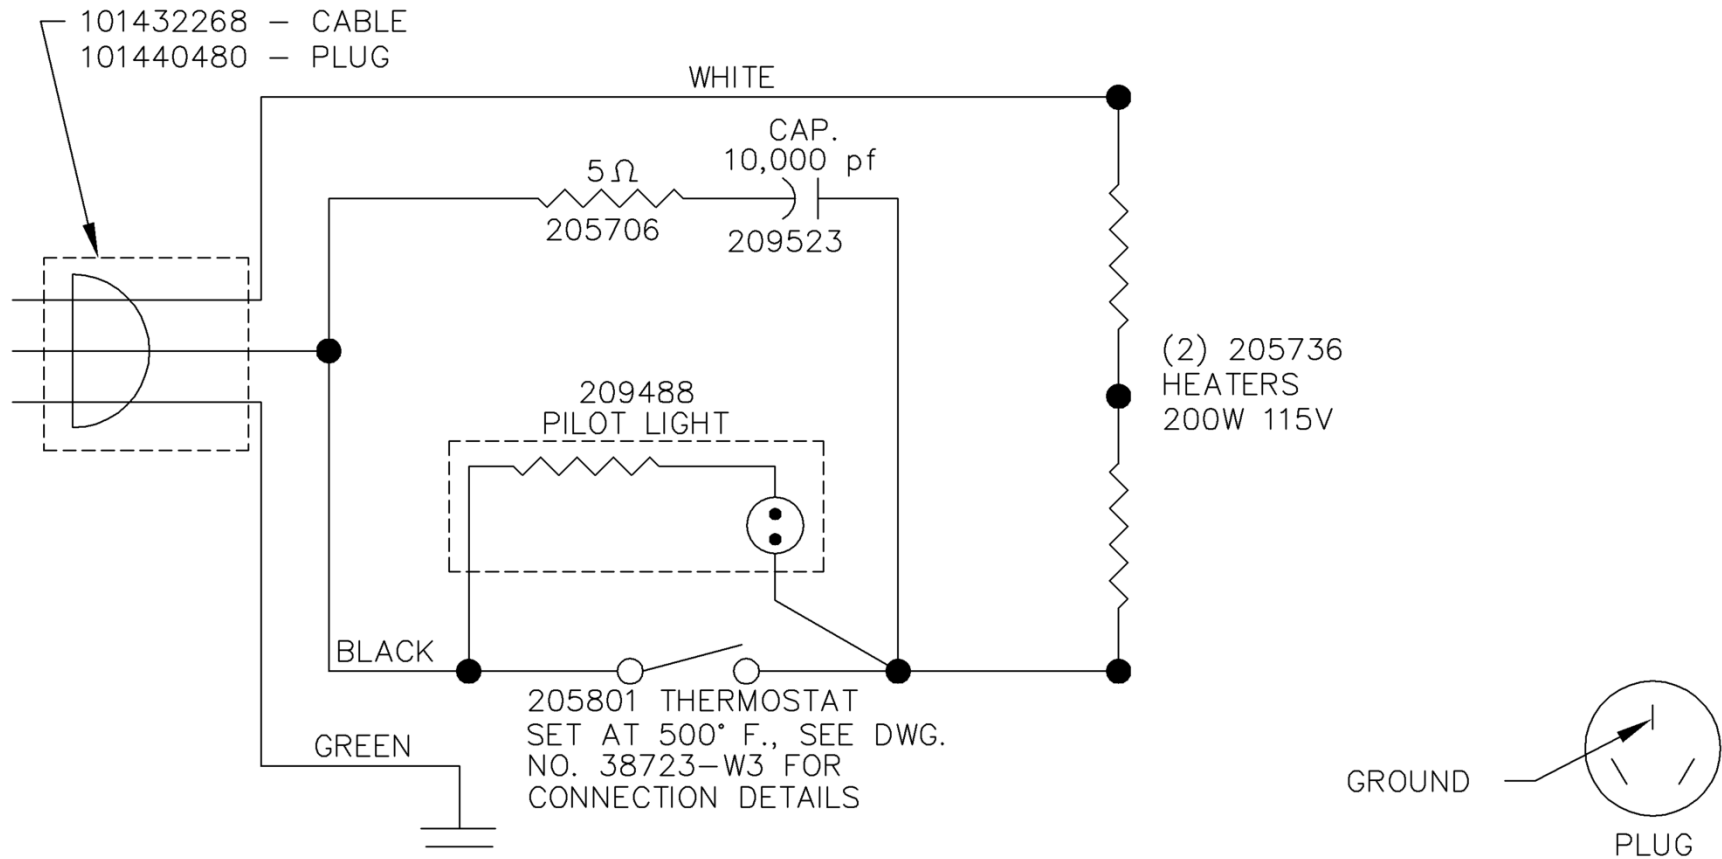 101432268 – CABLE
101440480 – PLUG
WHITE
CAP.
10,000 pf
5Ω
205706
209523
(2) 205736
HEATERS
200W 115V
209488
PILOT LIGHT
BLACK
205801 THERMOSTAT
SET AT 500° F., SEE DWG.
NO. 38723–W3 FOR
CONNECTION DETAILS
GREEN
GROUND
PLUG